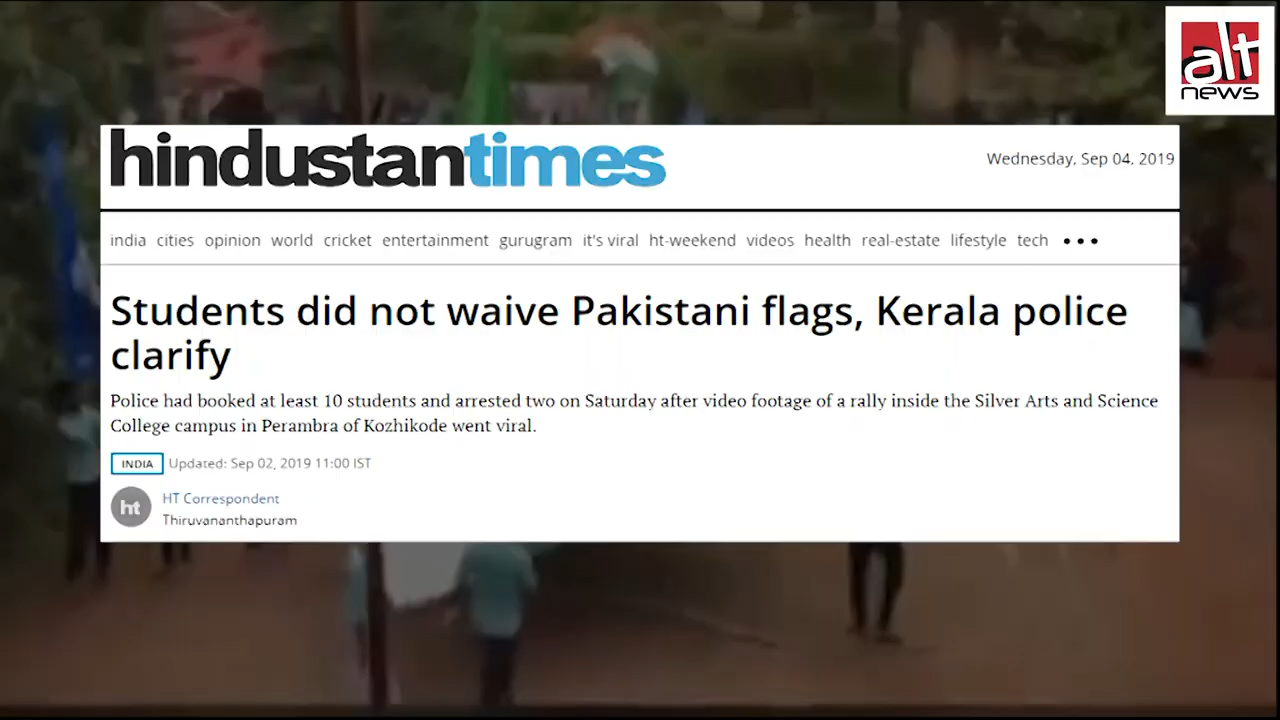 alt
news
hindustantimes
Wednesday, Sep 04, 2019
india cities opinion world cricket entertainment gurugram it's viral ht-weekend videos health real-estate lifestyle tech •••
Students did not waive Pakistani flags, Kerala police
clarify
Police had booked at least 10 students and arrested two on Saturday after video footage of a rally inside the Silver Arts and Science
College campus in Perambra of Kozhikode went viral.
INDIA Updated: Sep 02, 2019 11:00 IST
ht HT Correspondent
Thiruvananthapuram